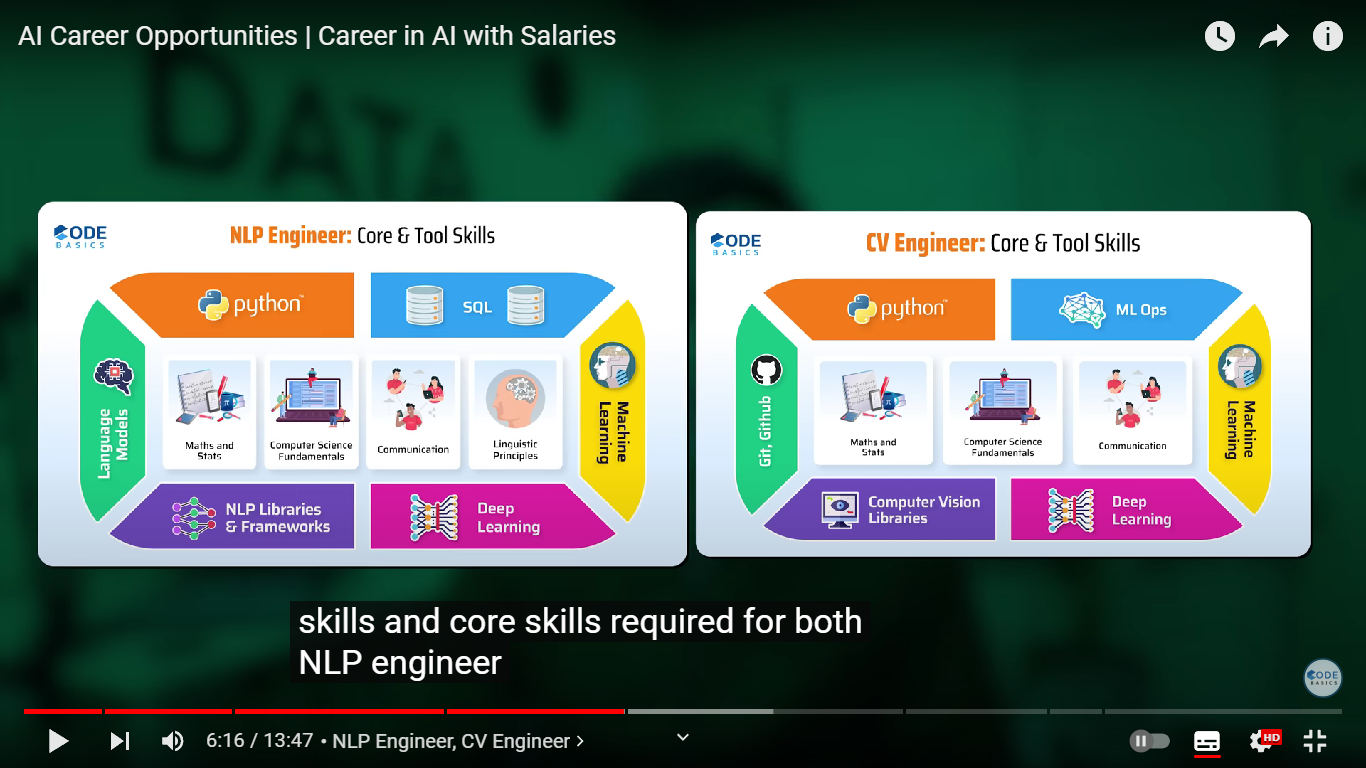 AI Career Opportunities | Career in AI with Salaries
DATA
CODE
BASICS
NLP Engineer: Core & Tool Skills
python™
SQL
Language
Models
Maths and
Stats
Computer Science
Fundamentals
Communication
Linguistic
Principles
Machine
Learning
NLP Libraries
& Frameworks
Deep
Learning
CODE
BASICS
CV Engineer: Core & Tool Skills
python™
ML Ops
Git, Github
Maths and
Stats
Computer Science
Fundamentals
Communication
Machine
Learning
Computer Vision
Libraries
Deep
Learning
skills and core skills required for both
NLP engineer
CODE
BASICS
6:16 / 13:47 • NLP Engineer, CV Engineer
HD